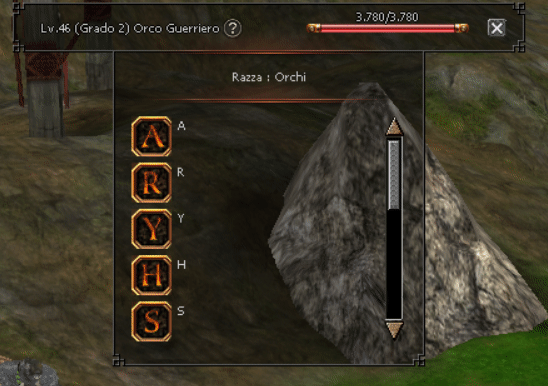 Lv.46 (Grado 2) Orco Guerriero ?
3.780/3.780
Razza : Orchi
A A
R R
Y Y
H H
S S